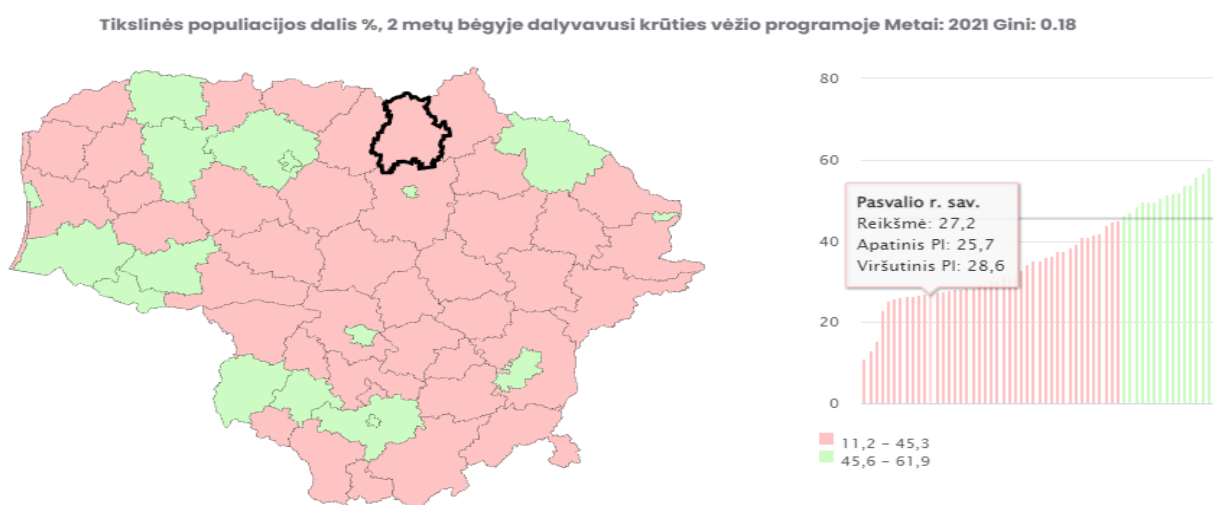 Tikslinės populiacijos dalis %, 2 metų bėgyje dalyvavusi krūties vėžio programoje Metai: 2021 Gini: 0.18
80
60
40
20
0
Pasvalio r. sav.
Reikšmė: 27,2
Apatinis PI: 25,7
Viršutinis PI: 28,6
11,2 – 45,3
45,6 – 61,9